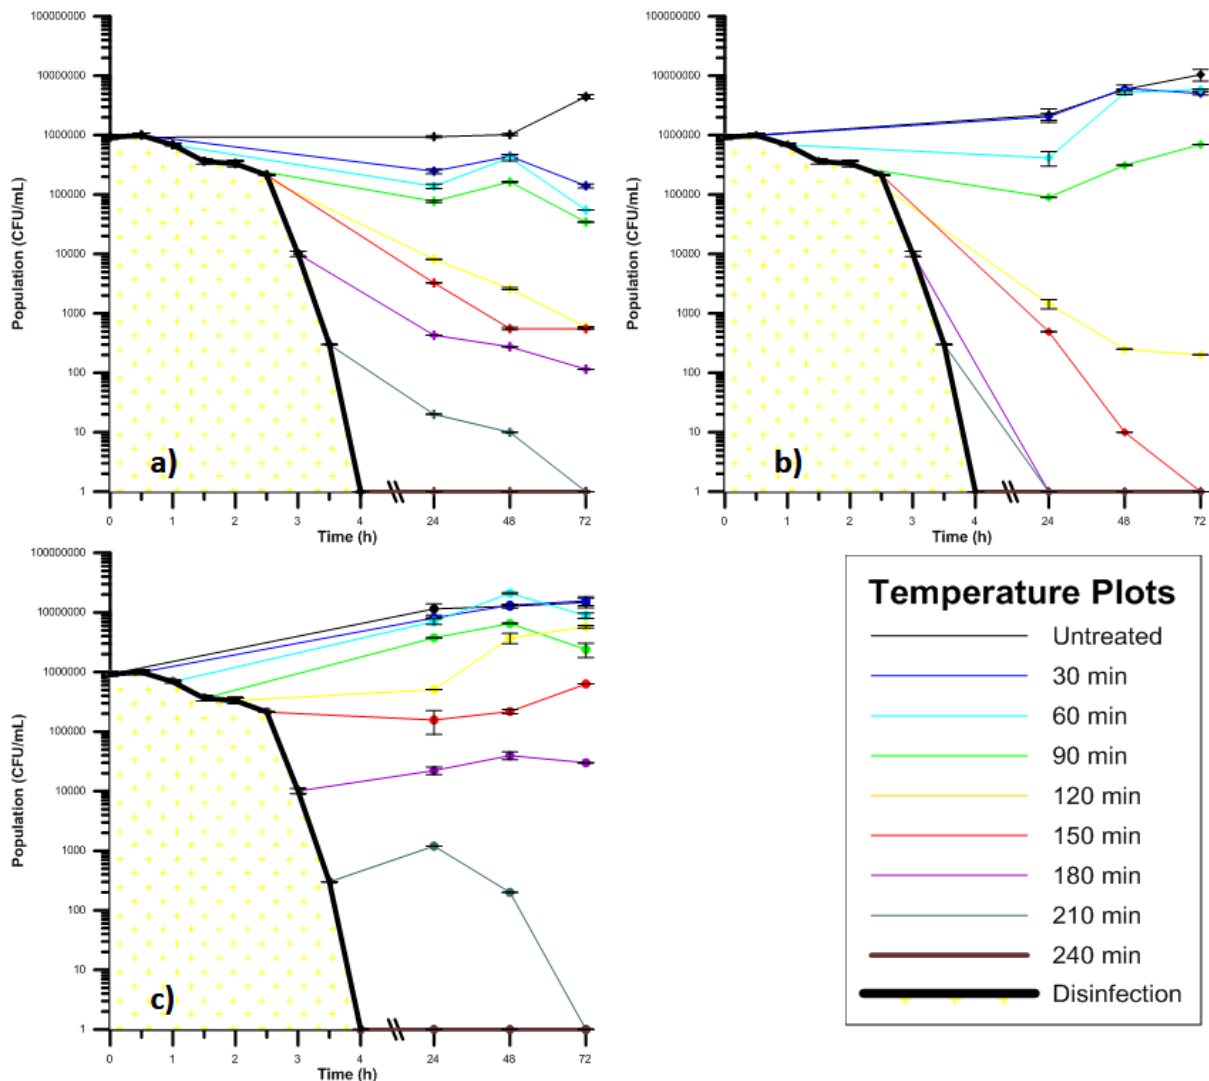 100000000
10000000
1000000
100000
10000
1000
100
10
1
Population (CFU/mL)
a)
0 1 2 3 4 24 48 72
Time (h)
100000000
10000000
1000000
100000
10000
1000
100
10
1
Population (CFU/mL)
b)
0 1 2 3 4 24 48 72
Time (h)
100000000
10000000
1000000
100000
10000
1000
100
10
1
Population (CFU/mL)
c)
0 1 2 3 4 24 48 72
Time (h)
Temperature Plots
Untreated
30 min
60 min
90 min
120 min
150 min
180 min
210 min
240 min
Disinfection